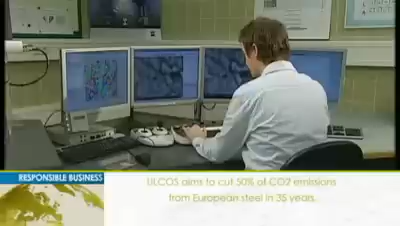 RESPONSIBLE BUSINESS
ULCOS aims to cut 50% of CO2 emissions
from European steel in 35 years.